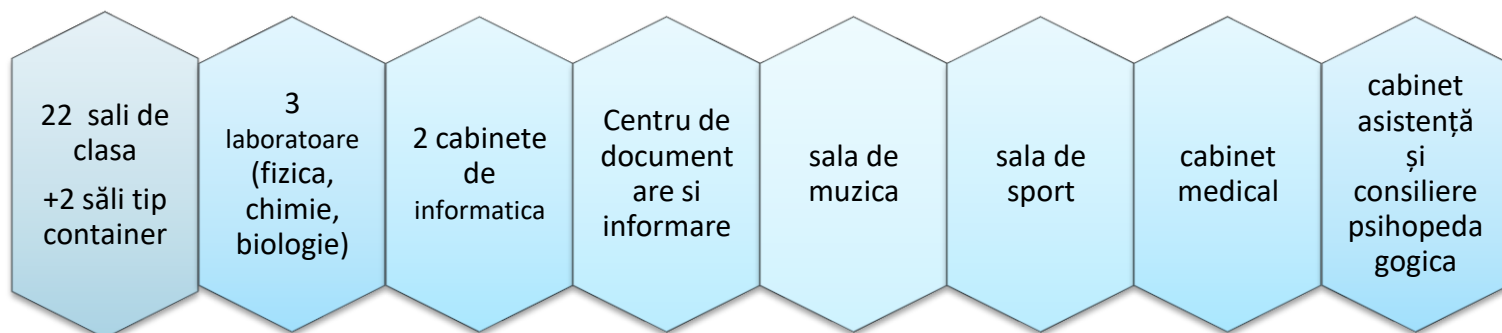 22 sali de
clasa
+2 săli tip
container
3
laboratoare
(fizica,
chimie,
biologie)
2 cabinete
de
informatica
Centru de
document
are si
informare
sala de
muzica
sala de
sport
cabinet
medical
cabinet
asistență
și
consiliere
psihopeda
gogica